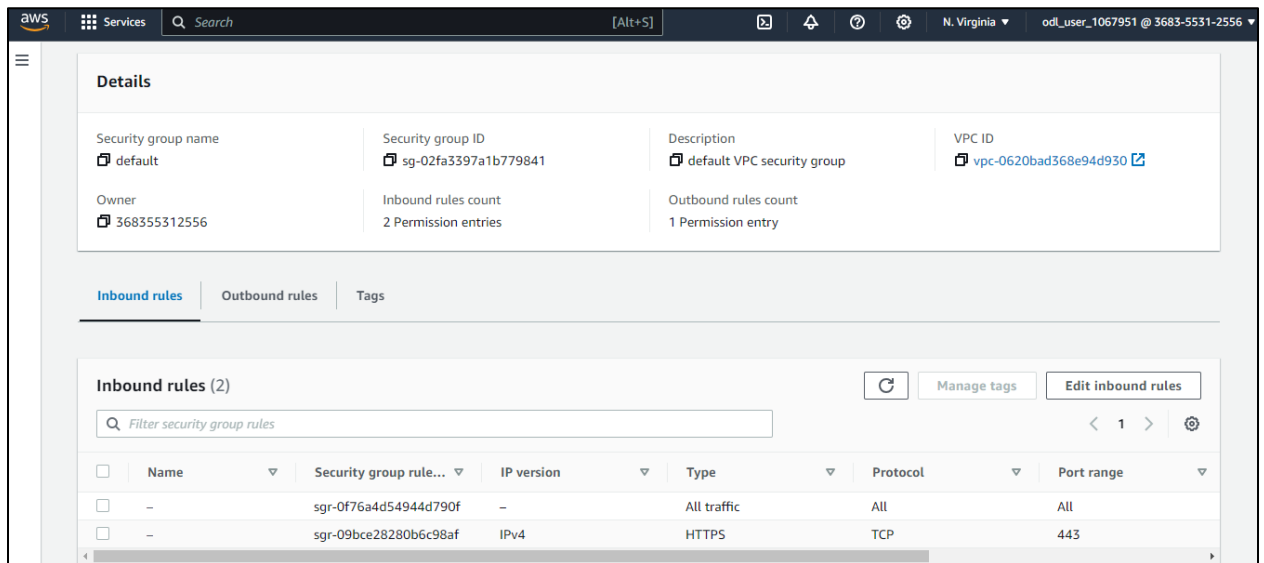 aws Services Search [Alt+S] N. Virginia ▼ odl_user_1067951 @ 3683-5531-2556 ▼
Details
Security group name Security group ID Description VPC ID
default sg-02fa3397a1b779841 default VPC security group vpc-0620bad368e94d930
Owner Inbound rules count Outbound rules count
368355312556 2 Permission entries 1 Permission entry
Inbound rules Outbound rules Tags
Inbound rules (2) Manage tags Edit inbound rules
Filter security group rules < 1 >
Name Security group rule... IP version Type Protocol Port range
– sgr-0f76a4d54944d790f – All traffic All All
– sgr-09bce28280b6c98af IPv4 HTTPS TCP 443